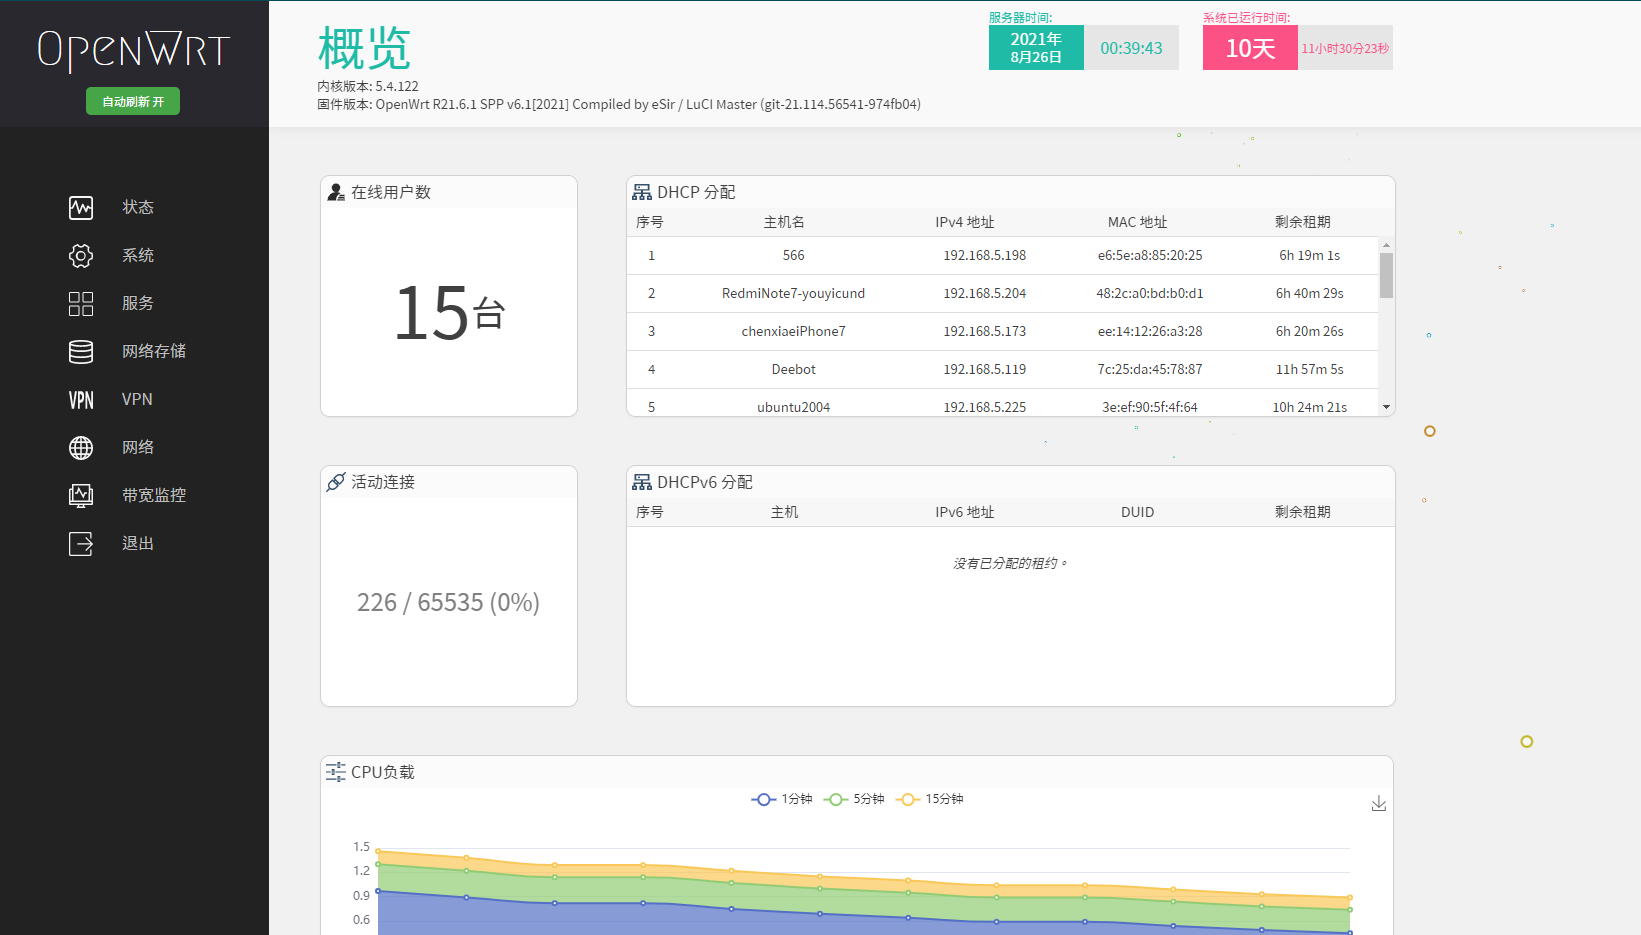 OpenWrt
自动刷新 开
状态
系统
服务
网络存储
VPN VPN
网络
带宽监控
退出
概览
内核版本: 5.4.122
固件版本: OpenWrt R21.6.1 SPP v6.1[2021] Compiled by eSir / LuCI Master (git-21.114.56541-974fb04)
服务器时间:
2021年
8月26日
00:39:43
系统已运行时间:
10天
11小时30分23秒
在线用户数
15台
DHCP 分配
序号 主机名 IPv4 地址 MAC 地址 剩余租期
1 566 192.168.5.198 e6:5e:a8:85:20:25 6h 19m 1s
2 RedmiNote7-youyicund 192.168.5.204 48:2c:a0:bd:b0:d1 6h 40m 29s
3 chenxiaeiPhone7 192.168.5.173 ee:14:12:26:a3:28 6h 20m 26s
4 Deebot 192.168.5.119 7c:25:da:45:78:87 11h 57m 5s
5 ubuntu2004 192.168.5.225 3e:ef:90:5f:4f:64 10h 24m 21s
活动连接
226 / 65535 (0%)
DHCPv6 分配
序号 主机 IPv6 地址 DUID 剩余租期
没有已分配的租约。
CPU负载
1分钟 5分钟 15分钟
1.5
1.2
0.9
0.6